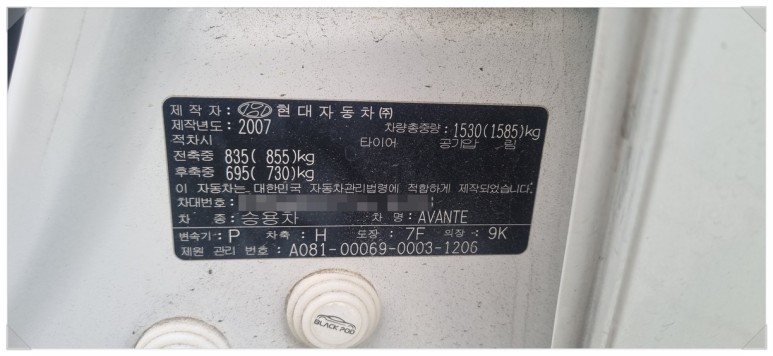 제 작 자 : 현 대 자 동 차 ㈜
제작년도 : 2007 차량총중량 : 1530(1585)kg
적차시 타이어 공기압 림
전축중 835( 855)kg
후축중 695( 730)kg
이 자동차는 대한민국 자동차관리법령에 적합하게 제작되었습니다.
차대번호 :
차 종 : 승용차 차 명 : AVANTE
변속기 : P 차축 : H 도장 : 7F 의장 : 9K
제원 관리 번호 : A081-00069-0003-1206
BLACK POD